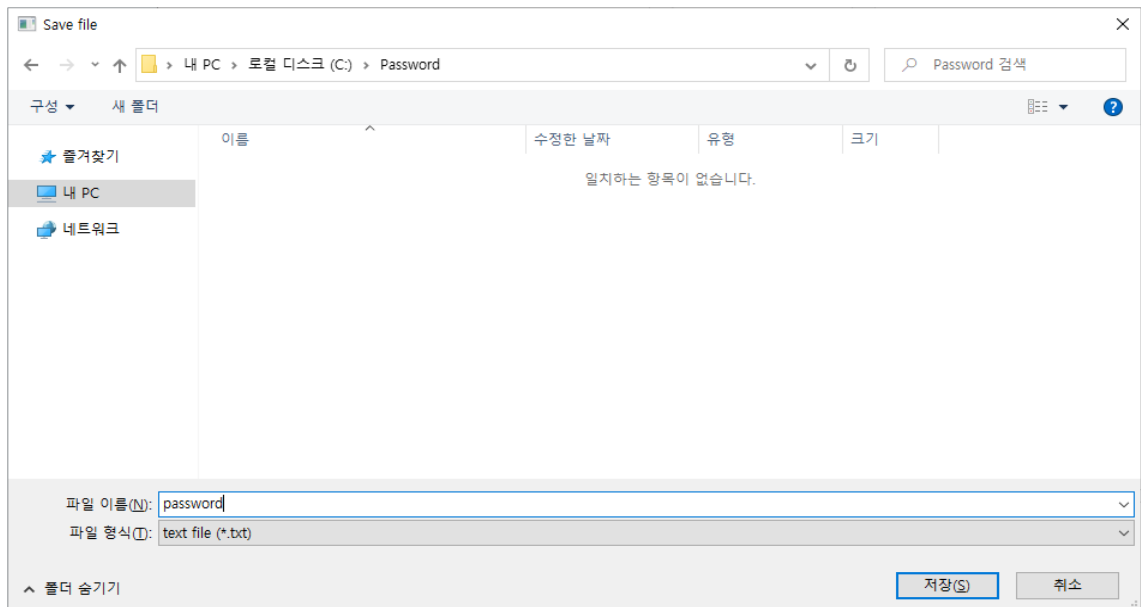 Save file
내 PC > 로컬 디스크 (C:) > Password
Password 검색
구성
새 폴더
이름
수정한 날짜
유형
크기
즐겨찾기
일치하는 항목이 없습니다.
내 PC
네트워크
파일 이름(N): password
파일 형식(T): text file (*.txt)
폴더 숨기기
저장(S)
취소